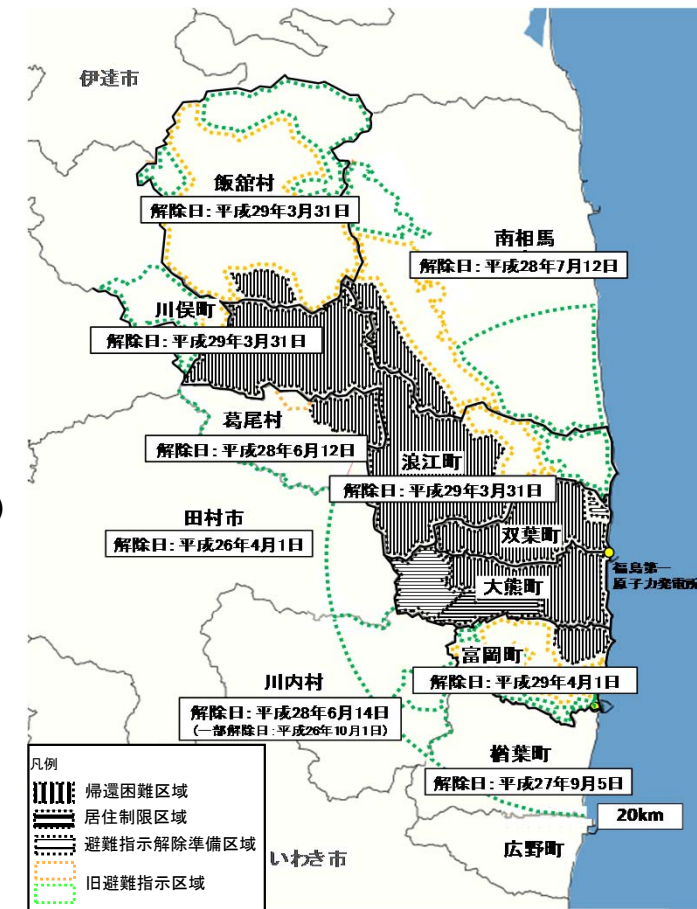 伊達市
飯舘村
解除日：平成29年3月31日
南相馬
解除日：平成28年7月12日
川俣町
解除日：平成29年3月31日
葛尾村
解除日：平成28年6月12日
浪江町
解除日：平成29年3月31日
田村市
解除日：平成26年4月1日
双葉町
福島第一
原子力発電所
大熊町
富岡町
解除日：平成29年4月1日
川内村
解除日：平成28年6月14日
(一部解除日：平成26年10月1日)
楢葉町
解除日：平成27年9月5日
20km
広野町
いわき市
凡例
帰還困難区域
居住制限区域
避難指示解除準備区域
旧避難指示区域
)